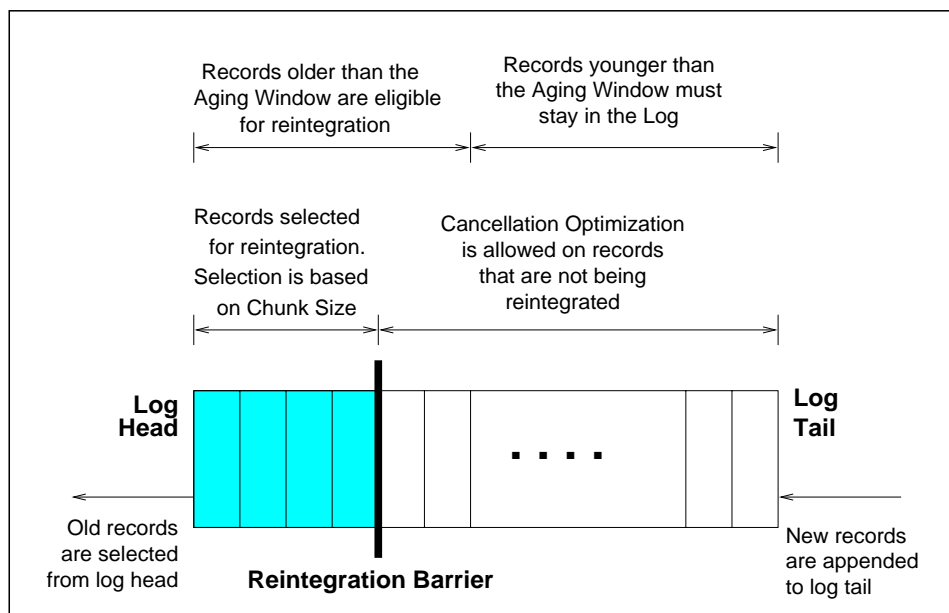 Records older than the
Aging Window are eligible
for reintegration
Records younger than
the Aging Window must
stay in the Log
Records selected
for reintegration.
Selection is based
on Chunk Size
Cancellation Optimization
is allowed on records
that are not being
reintegrated
Log
Head
Log
Tail
. . . .
Old records
are selected
from log head
Reintegration Barrier
New records
are appended
to log tail